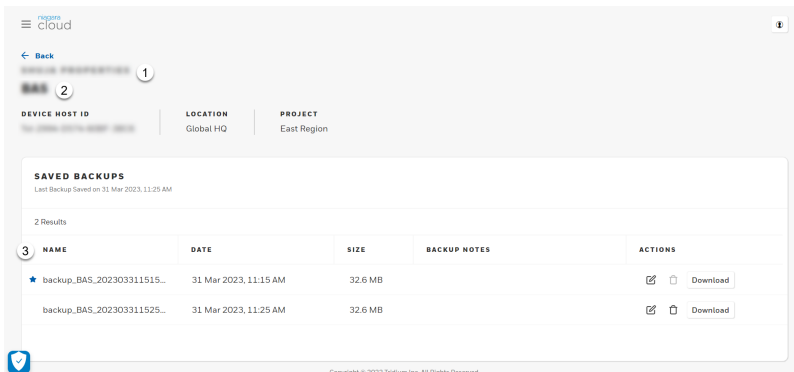 niagara
cloud
← Back
1
BAS 2
DEVICE HOST ID LOCATION PROJECT
Global HQ East Region
SAVED BACKUPS
Last Backup Saved on 31 Mar 2023, 11:25 AM
2 Results
3 NAME DATE SIZE BACKUP NOTES ACTIONS
backup_BAS_202303311515... 31 Mar 2023, 11:15 AM 32.6 MB Download
backup_BAS_202303311525... 31 Mar 2023, 11:25 AM 32.6 MB Download